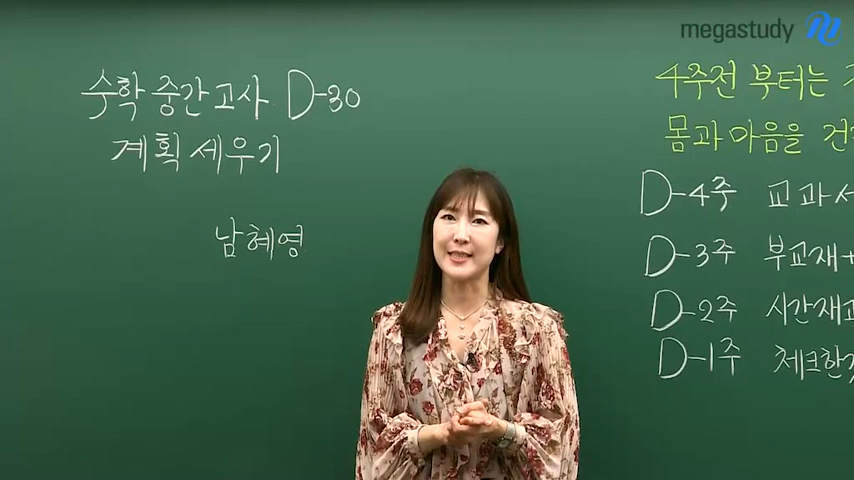 megastudy
수학 중간고사 D-30
계획 세우기
남혜영
4주전 부터는
몸과 마음을
D-4주 교과서
D-3주 부교재+
D-2주 시간재고
D-1주 체크한것